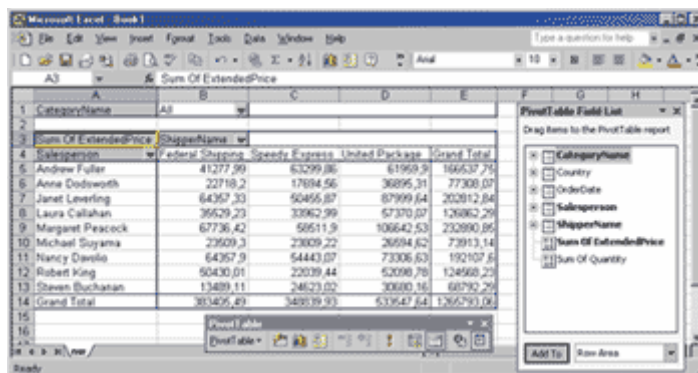 Microsoft Excel - Book1
File Edit View Insert Format Tools Data Window Help Type a question for help
Arial 10
A3 fx Sum Of ExtendedPrice
A B C D E F G H
1 CategoryName All
2
3 Sum Of ExtendedPrice ShipperName
4 Salesperson Federal Shipping Speedy Express United Package Grand Total
5 Andrew Fuller 41277,99 63299,86 61959,9 166537,75
6 Anne Dodsworth 22718,2 17694,56 36895,31 77308,07
7 Janet Leverling 64357,33 50455,87 87999,64 202812,84
8 Laura Callahan 35529,23 33962,99 57370,07 126862,29
9 Margaret Peacock 67736,42 58511,9 106642,53 232890,85
10 Michael Suyama 23509,3 23809,22 26594,62 73913,14
11 Nancy Davolio 64357,9 54443,07 73306,63 192107,6
12 Robert King 50430,01 22039,44 52098,78 124568,23
13 Steven Buchanan 13489,11 24623,02 30680,16 68792,29
14 Grand Total 383405,49 348839,93 533547,64 1265793,06
15
16
PivotTable Field List
Drag items to the PivotTable report
CategoryName
Country
OrderDate
Salesperson
ShipperName
Sum Of ExtendedPrice
Sum Of Quantity
Add To Row Area
PivotTable
PivotTable
Ready